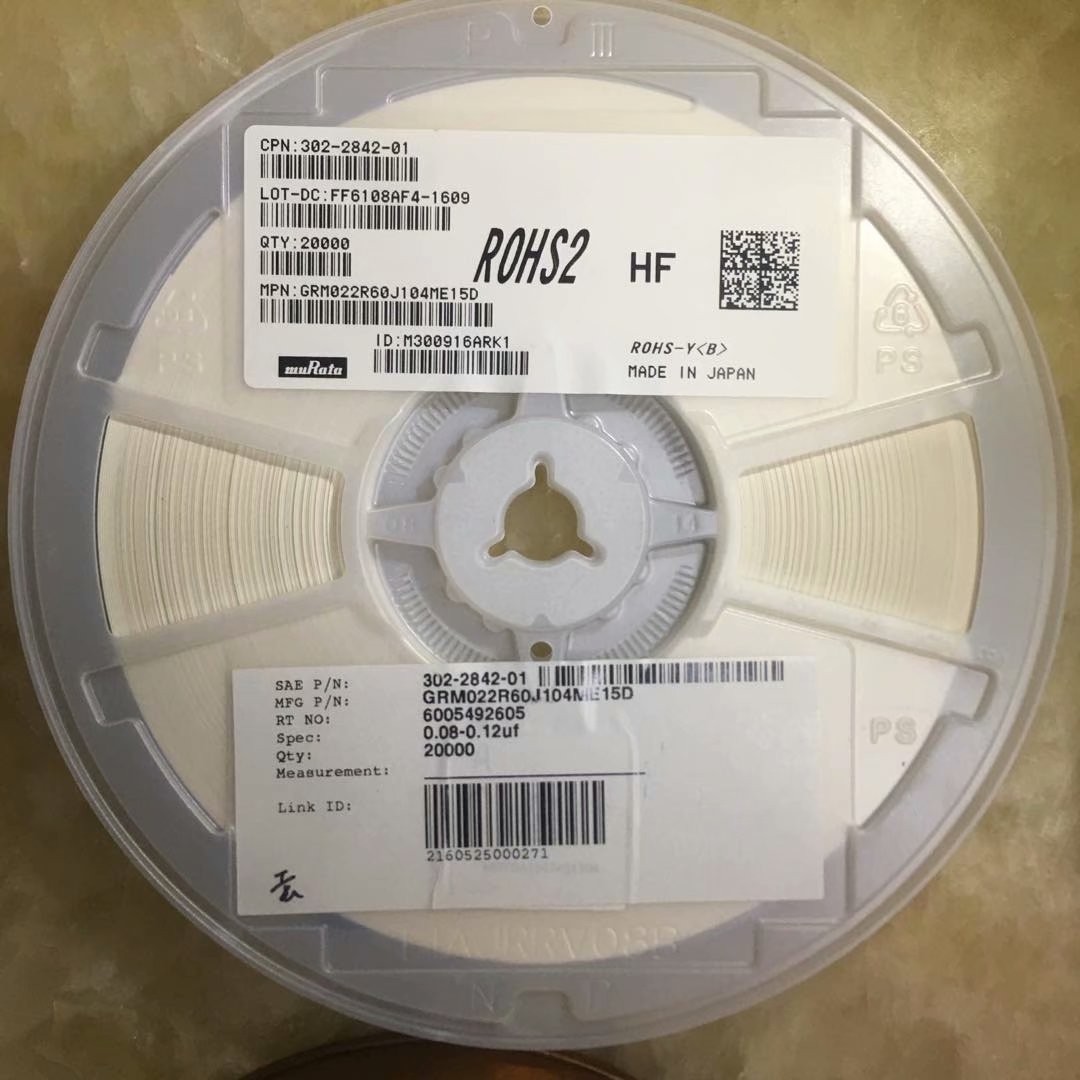 P III
CPN:302-2842-01
LOT-DC:FF6108AF4-1609
QTY:20000
MPN:GRM022R60J104ME15D
ID:M300916ARK1
muRata
ROHS2
HF
ROHS-Y<B>
MADE IN JAPAN
PS
PS
SAE P/N: 302-2842-01
MFG P/N: GRM022R60J104ME15D
RT NO: 6005492605
Spec: 0.08-0.12uf
Qty: 20000
Measurement:
Link ID:
2160525000271
PS